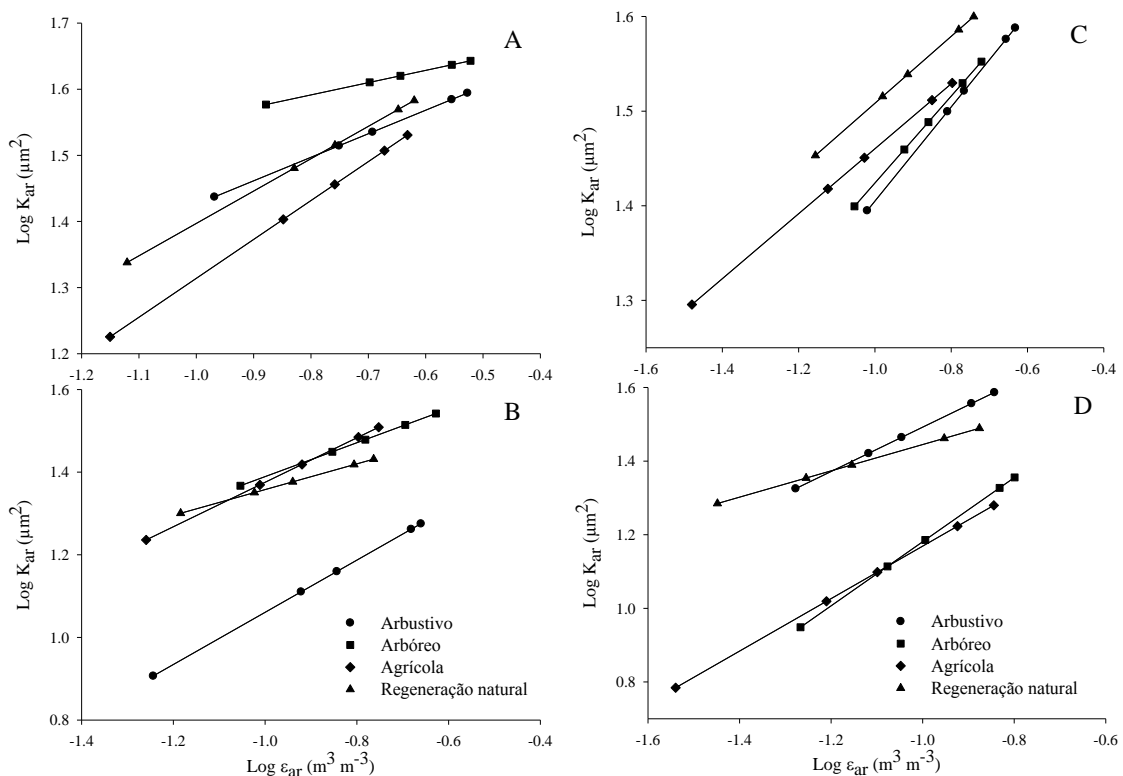 A
1.7
1.6
1.5
1.4
1.3
1.2
Log Kar (µm²)
-1.2 -1.1 -1.0 -0.9 -0.8 -0.7 -0.6 -0.5 -0.4
C
1.6
1.5
1.4
1.3
Log Kar (µm²)
-1.6 -1.4 -1.2 -1.0 -0.8 -0.6 -0.4
B
1.6
1.4
1.2
1.0
0.8
Log Kar (µm²)
Arbustivo
Arbóreo
Agrícola
Regeneração natural
-1.4 -1.2 -1.0 -0.8 -0.6 -0.4
Log εar (m³ m⁻³)
D
1.6
1.4
1.2
1.0
0.8
Log Kar (µm²)
Arbustivo
Arbóreo
Agrícola
Regeneração natural
-1.6 -1.4 -1.2 -1.0 -0.8 -0.6
Log εar (m³ m⁻³)